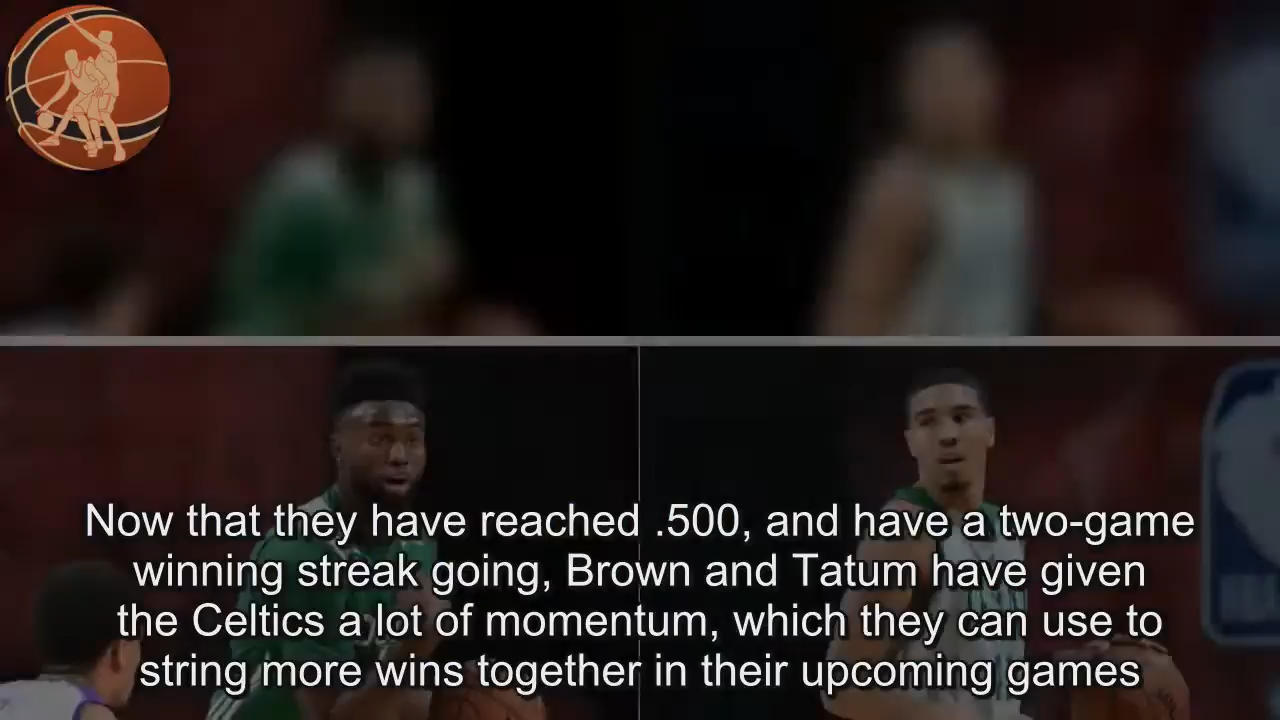 Now that they have reached .500, and have a two-game
winning streak going, Brown and Tatum have given
the Celtics a lot of momentum, which they can use to
string more wins together in their upcoming games